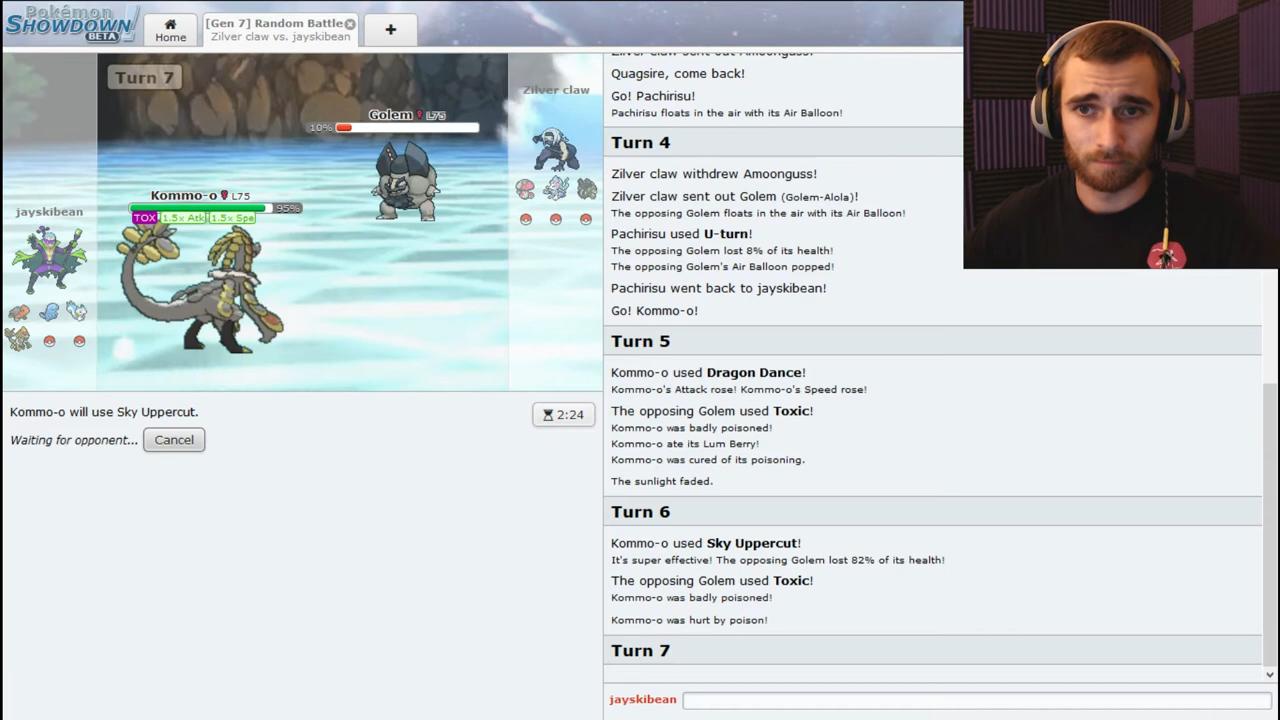 Pokémon
SHOWDOWN!
BETA
Home
[Gen 7] Random Battle
Zilver claw vs. jayskibean
+
Turn 7
Zilver claw
Golem L75
10%
Kommo-o L75
95%
TOX 1.5× Atk 1.5× Spe
jayskibean
Kommo-o will use Sky Uppercut.
2:24
Waiting for opponent... Cancel
Zilver claw sent out Amoonguss!
Quagsire, come back!
Go! Pachirisu!
Pachirisu floats in the air with its Air Balloon!
Turn 4
Zilver claw withdrew Amoonguss!
Zilver claw sent out Golem (Golem-Alola)!
The opposing Golem floats in the air with its Air Balloon!
Pachirisu used U-turn!
The opposing Golem lost 8% of its health!
The opposing Golem's Air Balloon popped!
Pachirisu went back to jayskibean!
Go! Kommo-o!
Turn 5
Kommo-o used Dragon Dance!
Kommo-o's Attack rose! Kommo-o's Speed rose!
The opposing Golem used Toxic!
Kommo-o was badly poisoned!
Kommo-o ate its Lum Berry!
Kommo-o was cured of its poisoning.
The sunlight faded.
Turn 6
Kommo-o used Sky Uppercut!
It's super effective! The opposing Golem lost 82% of its health!
The opposing Golem used Toxic!
Kommo-o was badly poisoned!
Kommo-o was hurt by poison!
Turn 7
jayskibean